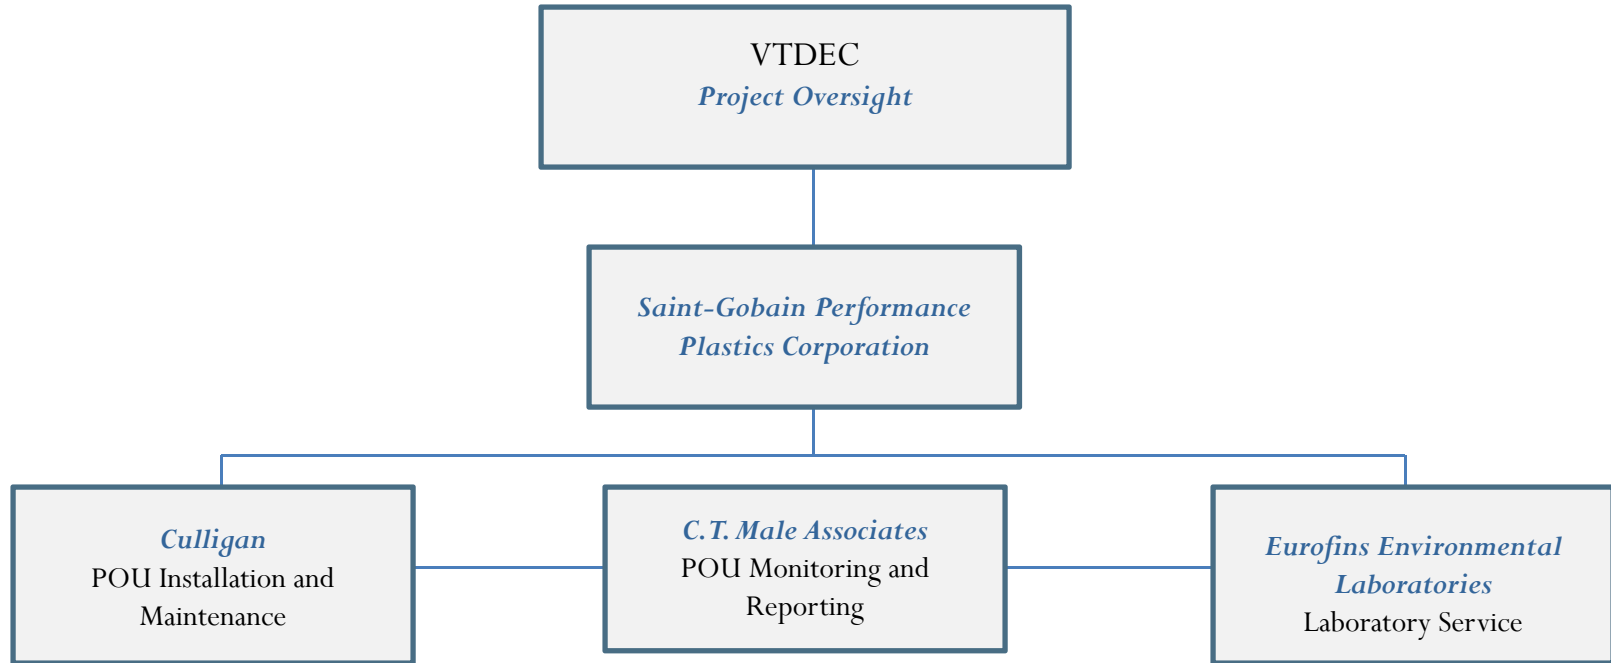 VTDEC
Project Oversight
Saint-Gobain Performance
Plastics Corporation
Culligan
POU Installation and
Maintenance
C.T. Male Associates
POU Monitoring and
Reporting
Eurofins Environmental
Laboratories
Laboratory Service